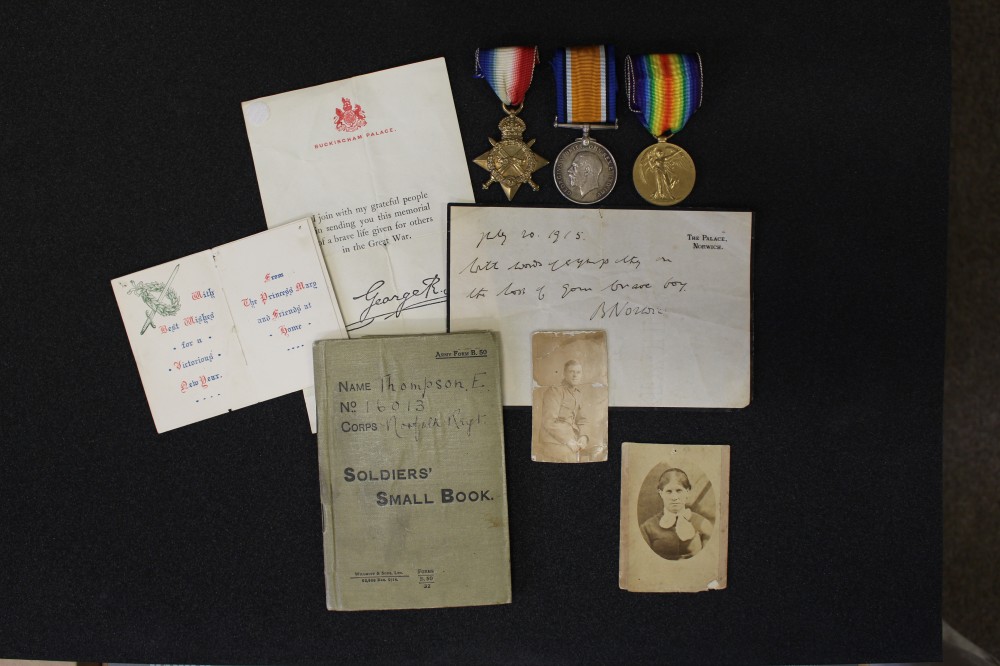 BUCKINGHAM PALACE.
join with my grateful people
in sending you this memorial
of a brave life given for others
in the Great War.
George R.I.
With
Best Wishes
for a
Victorious
New Year.
From
The Princess Mary
and Friends at
Home
THE PALACE,
NORWICH.
July 20. 1915.
With words of sympathy in
the loss of your brave boy.
ARMY FORM B. 50
NAME Thompson. E.
No 16013
CORPS Norfolk Regt.
SOLDIERS'
SMALL BOOK.
FORMS
B. 50